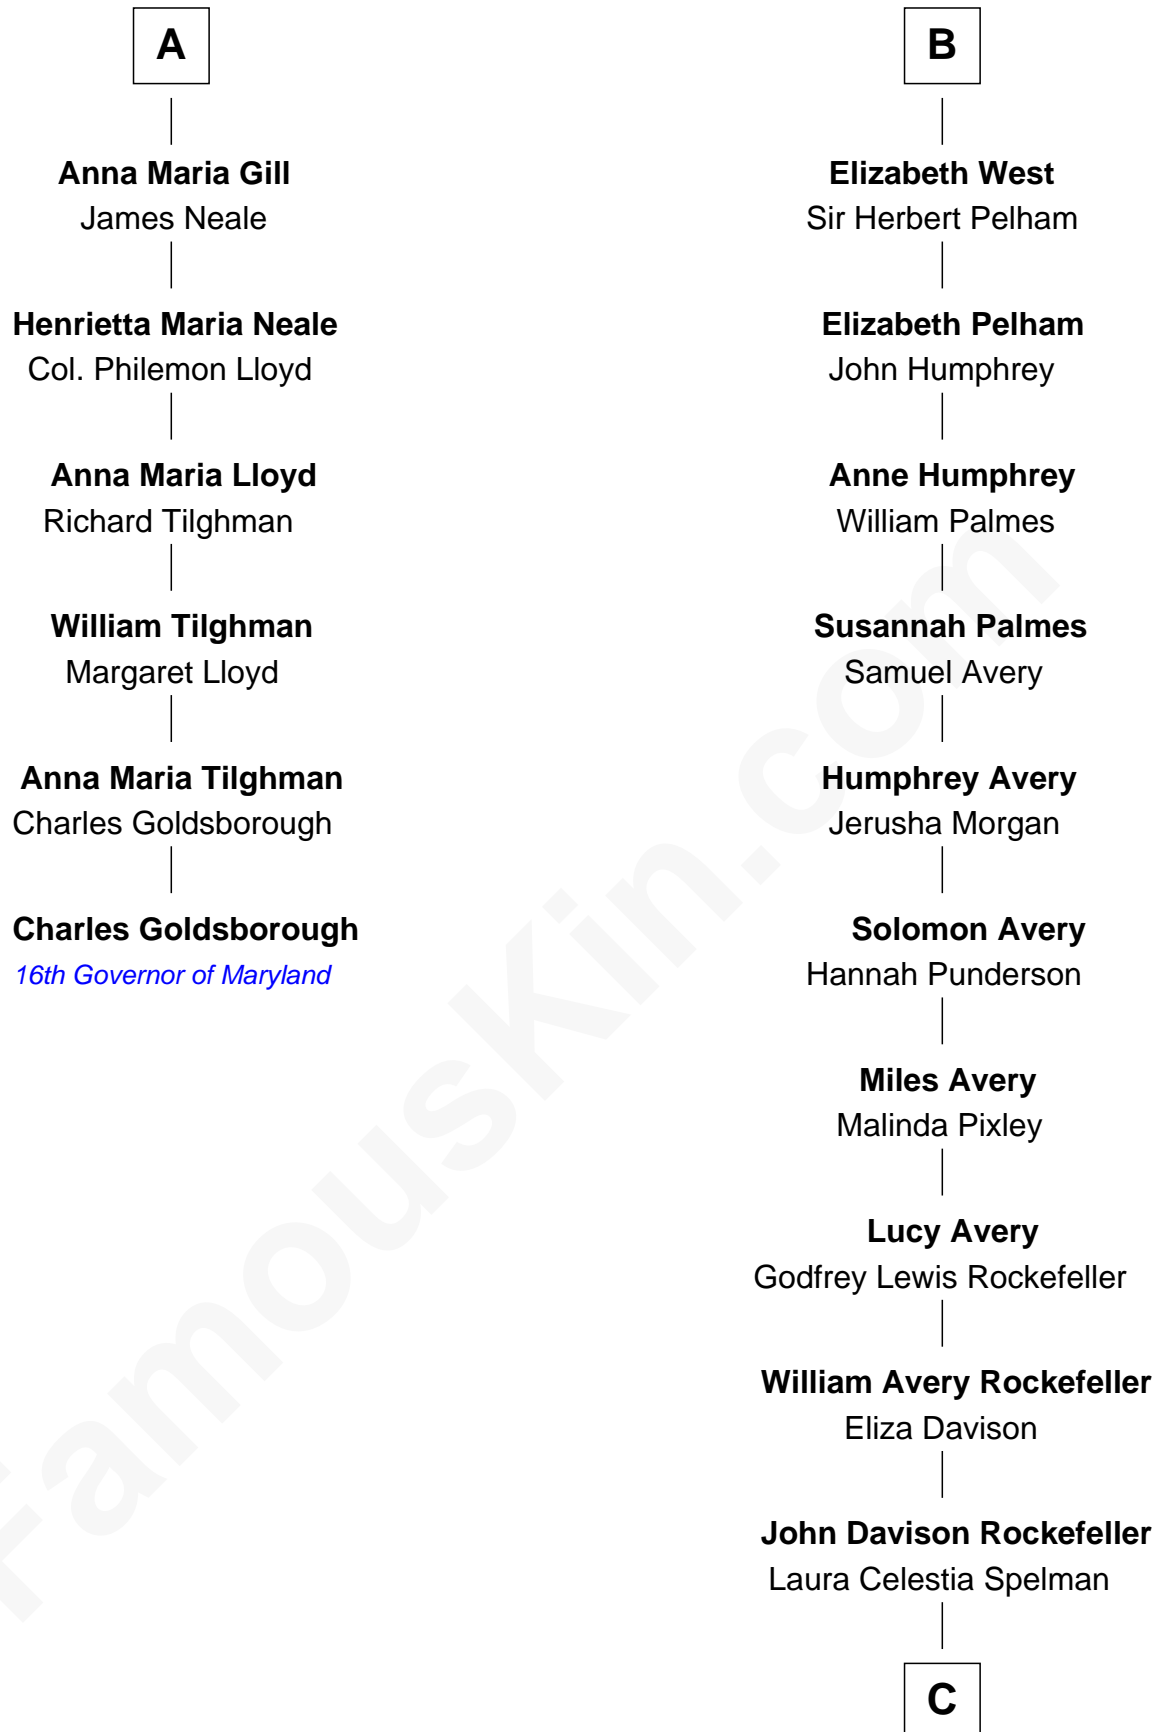 A
Anna Maria Gill
James Neale
Henrietta Maria Neale
Col. Philemon Lloyd
Anna Maria Lloyd
Richard Tilghman
William Tilghman
Margaret Lloyd
Anna Maria Tilghman
Charles Goldsborough
Charles Goldsborough
16th Governor of Maryland
B
Elizabeth West
Sir Herbert Pelham
Elizabeth Pelham
John Humphrey
Anne Humphrey
William Palmes
Susannah Palmes
Samuel Avery
Humphrey Avery
Jerusha Morgan
Solomon Avery
Hannah Punderson
Miles Avery
Malinda Pixley
Lucy Avery
Godfrey Lewis Rockefeller
William Avery Rockefeller
Eliza Davison
John Davison Rockefeller
Laura Celestia Spelman
C
FamousKin.com